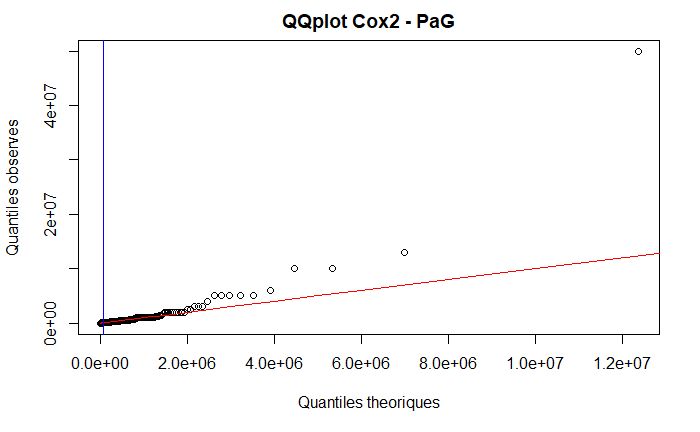 QQplot Cox2 - PaG
Quantiles observes
4e+07
2e+07
0e+00
0.0e+00 2.0e+06 4.0e+06 6.0e+06 8.0e+06 1.0e+07 1.2e+07
Quantiles theoriques